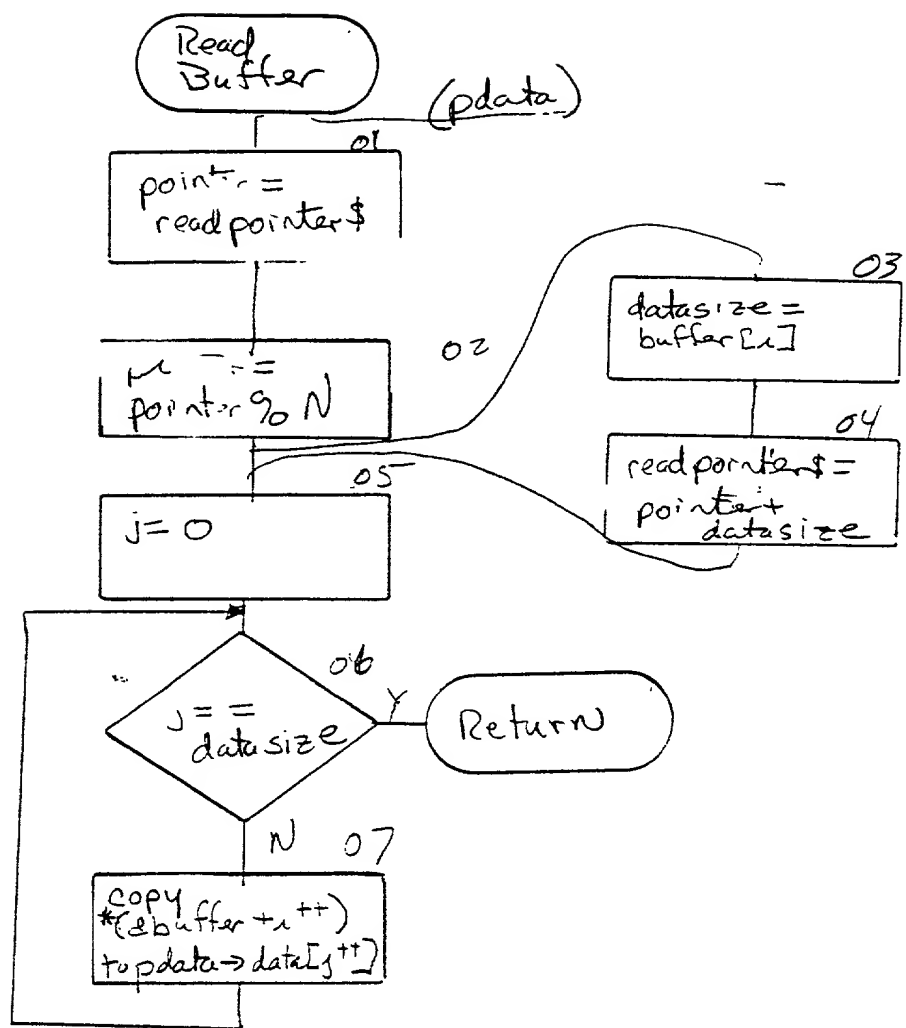 Read
Buffer
(pdata)
01
=
readpointer$
02
=
pointer % N
03
datasize =
buffer[i]
04
readpointer$ =
pointer +
datasize
05
j = 0
06
j ==
datasize
Y
Return
N
07
copy
*(&buffer + i++)
to pdata → data[j++]